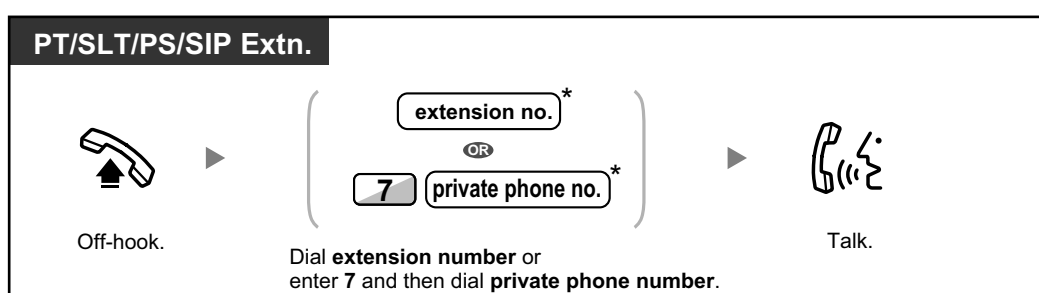 PT/SLT/PS/SIP Extn.
extension no.*
OR
7 private phone no.*
Off-hook.
Dial extension number or
enter 7 and then dial private phone number.
Talk.